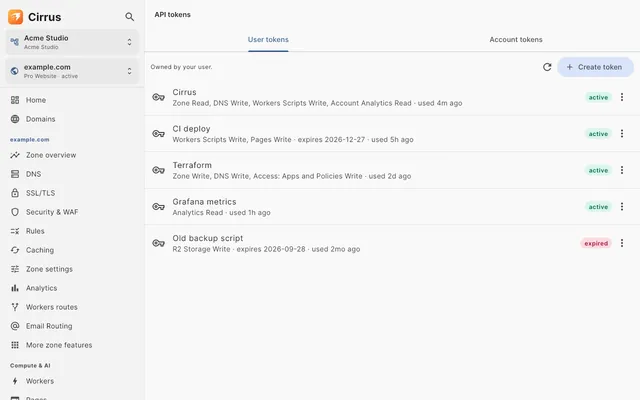 Cirrus
Acme Studio
Acme Studio
example.com
Pro Website · active
Home
Domains
example.com
Zone overview
DNS
SSL/TLS
Security & WAF
Rules
Caching
Zone settings
Analytics
Workers routes
Email Routing
More zone features
Compute & AI
Workers
Pages
API tokens
User tokens
Account tokens
Owned by your user.
Create token
Cirrus
Zone Read, DNS Write, Workers Scripts Write, Account Analytics Read · used 4m ago
active
CI deploy
Workers Scripts Write, Pages Write · expires 2026-12-27 · used 5h ago
active
Terraform
Zone Write, DNS Write, Access: Apps and Policies Write · used 2d ago
active
Grafana metrics
Analytics Read · used 1h ago
active
Old backup script
R2 Storage Write · expires 2026-09-28 · used 2mo ago
expired